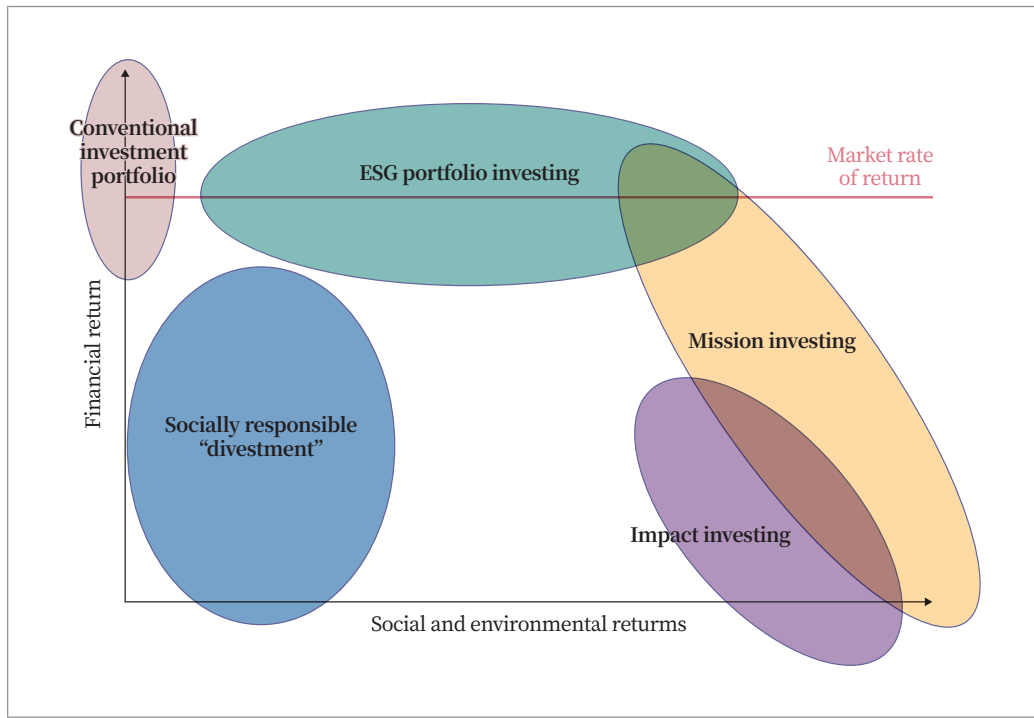 Conventional
investment
portfolio
ESG portfolio investing
Market rate
of return
Financial return
Mission investing
Socially responsible
“divestment”
Impact investing
Social and environmental returms